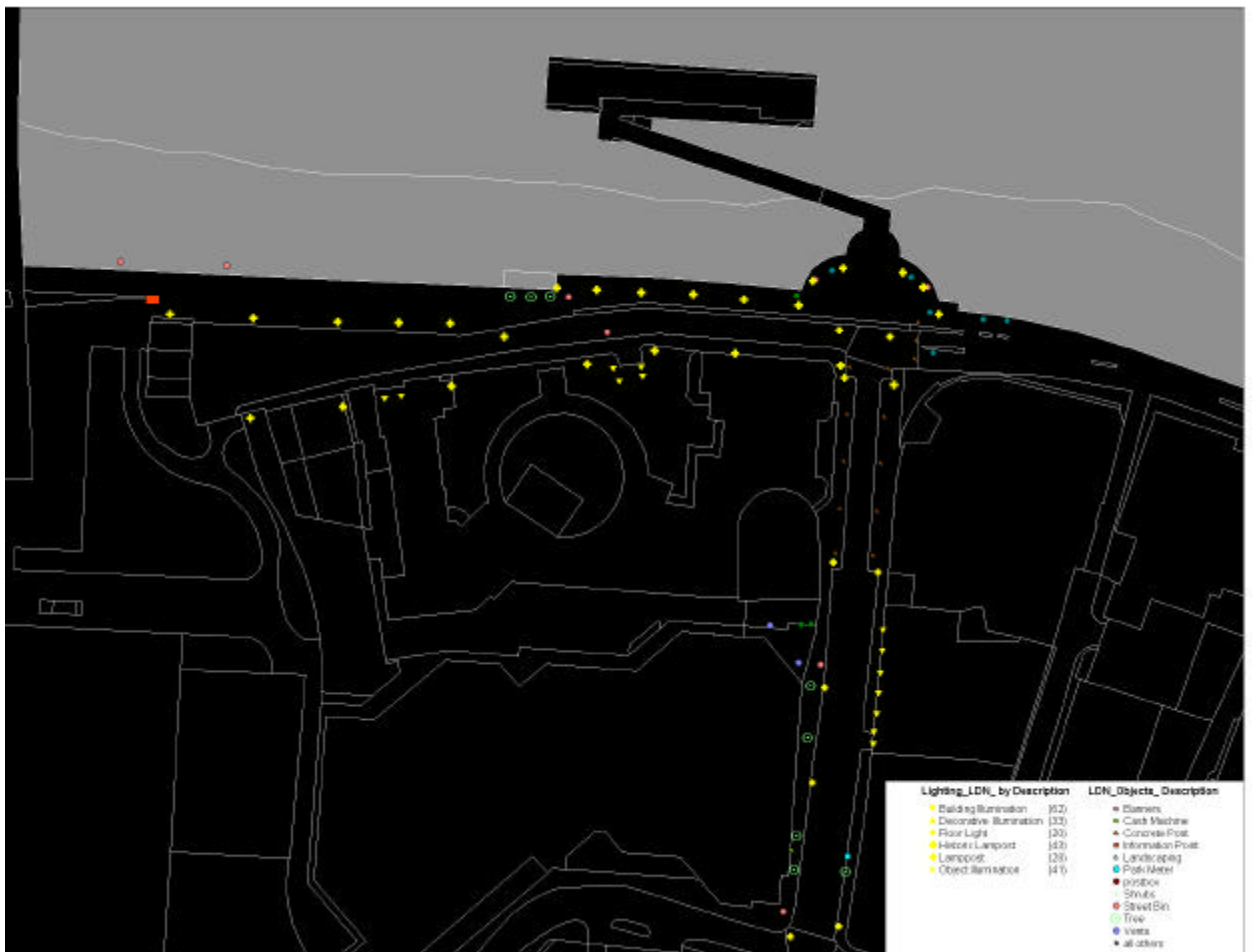 Lighting_LDN_ by Description
Building Illumination (62)
Decorative Illumination (33)
Floor Light (20)
Historic Lamppost (43)
Lamppost (28)
Object Illumination (41)
LDN_Objects_ Description
Banners
Cash Machine
Concrete Post
Information Point
Landscaping
Park Meter
postbox
Shrubs
Street Bin
Tree
Vents
all others